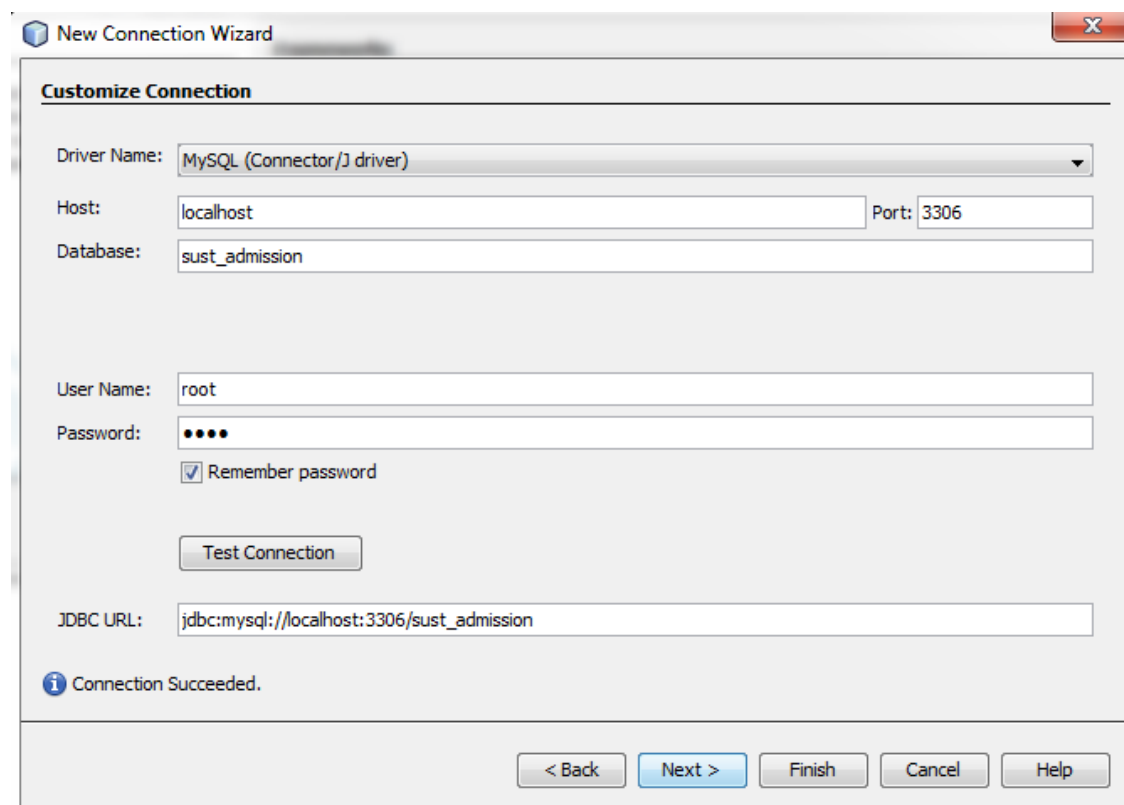 New Connection Wizard
Customize Connection
Driver Name: MySQL (Connector/J driver)
Host: localhost Port: 3306
Database: sust_admission
User Name: root
Password: ••••
Remember password
Test Connection
JDBC URL: jdbc:mysql://localhost:3306/sust_admission
Connection Succeeded.
< Back Next > Finish Cancel Help